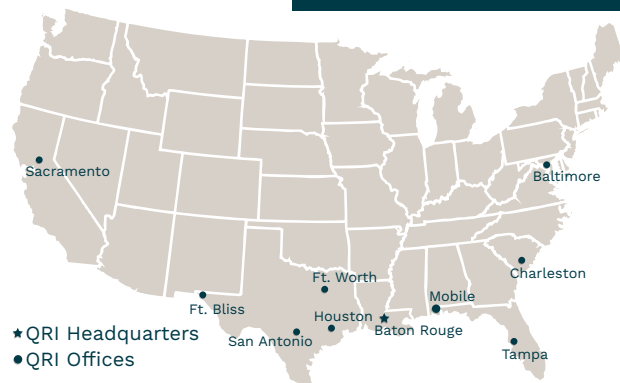 Sacramento
Baltimore
Charleston
Ft. Worth
Ft. Bliss
Mobile
Houston
Baton Rouge
San Antonio
Tampa
QRI Headquarters
QRI Offices